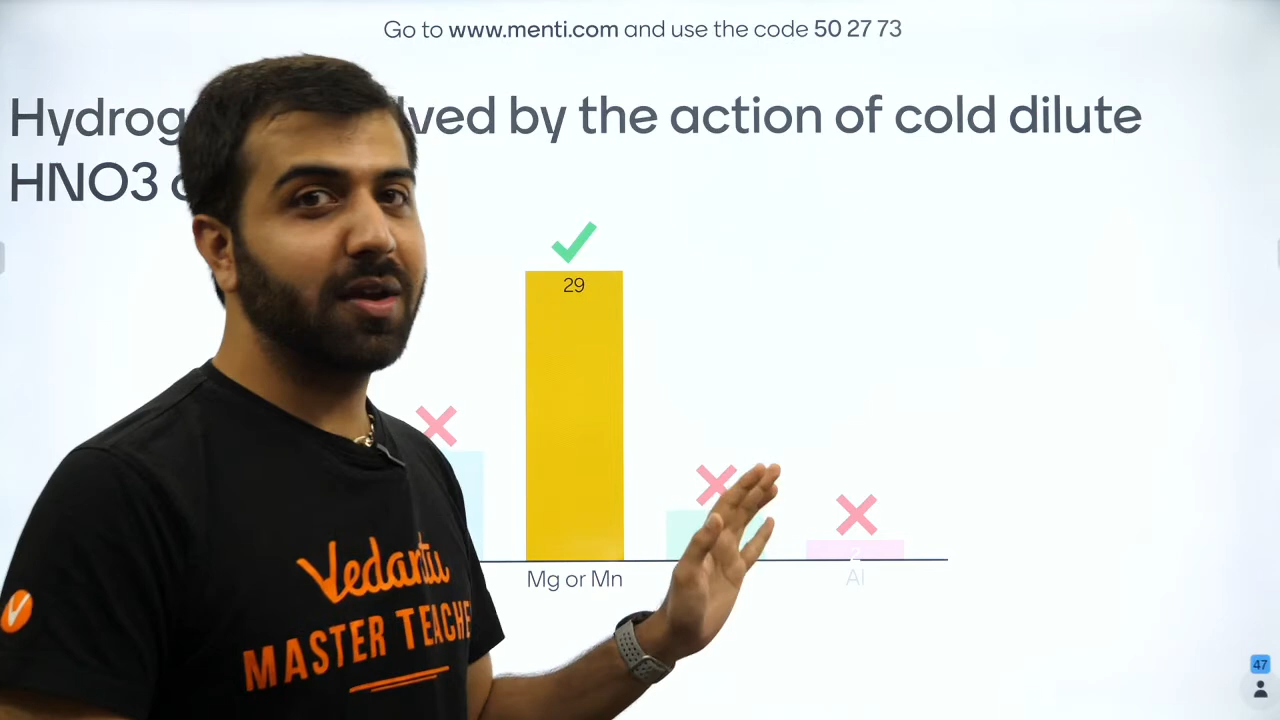 Go to www.menti.com and use the code 50 27 73
Hydrog lved by the action of cold dilute
HNO3
29
2
Mg or Mn
Al
Vedantu
MASTER TEACHE
47